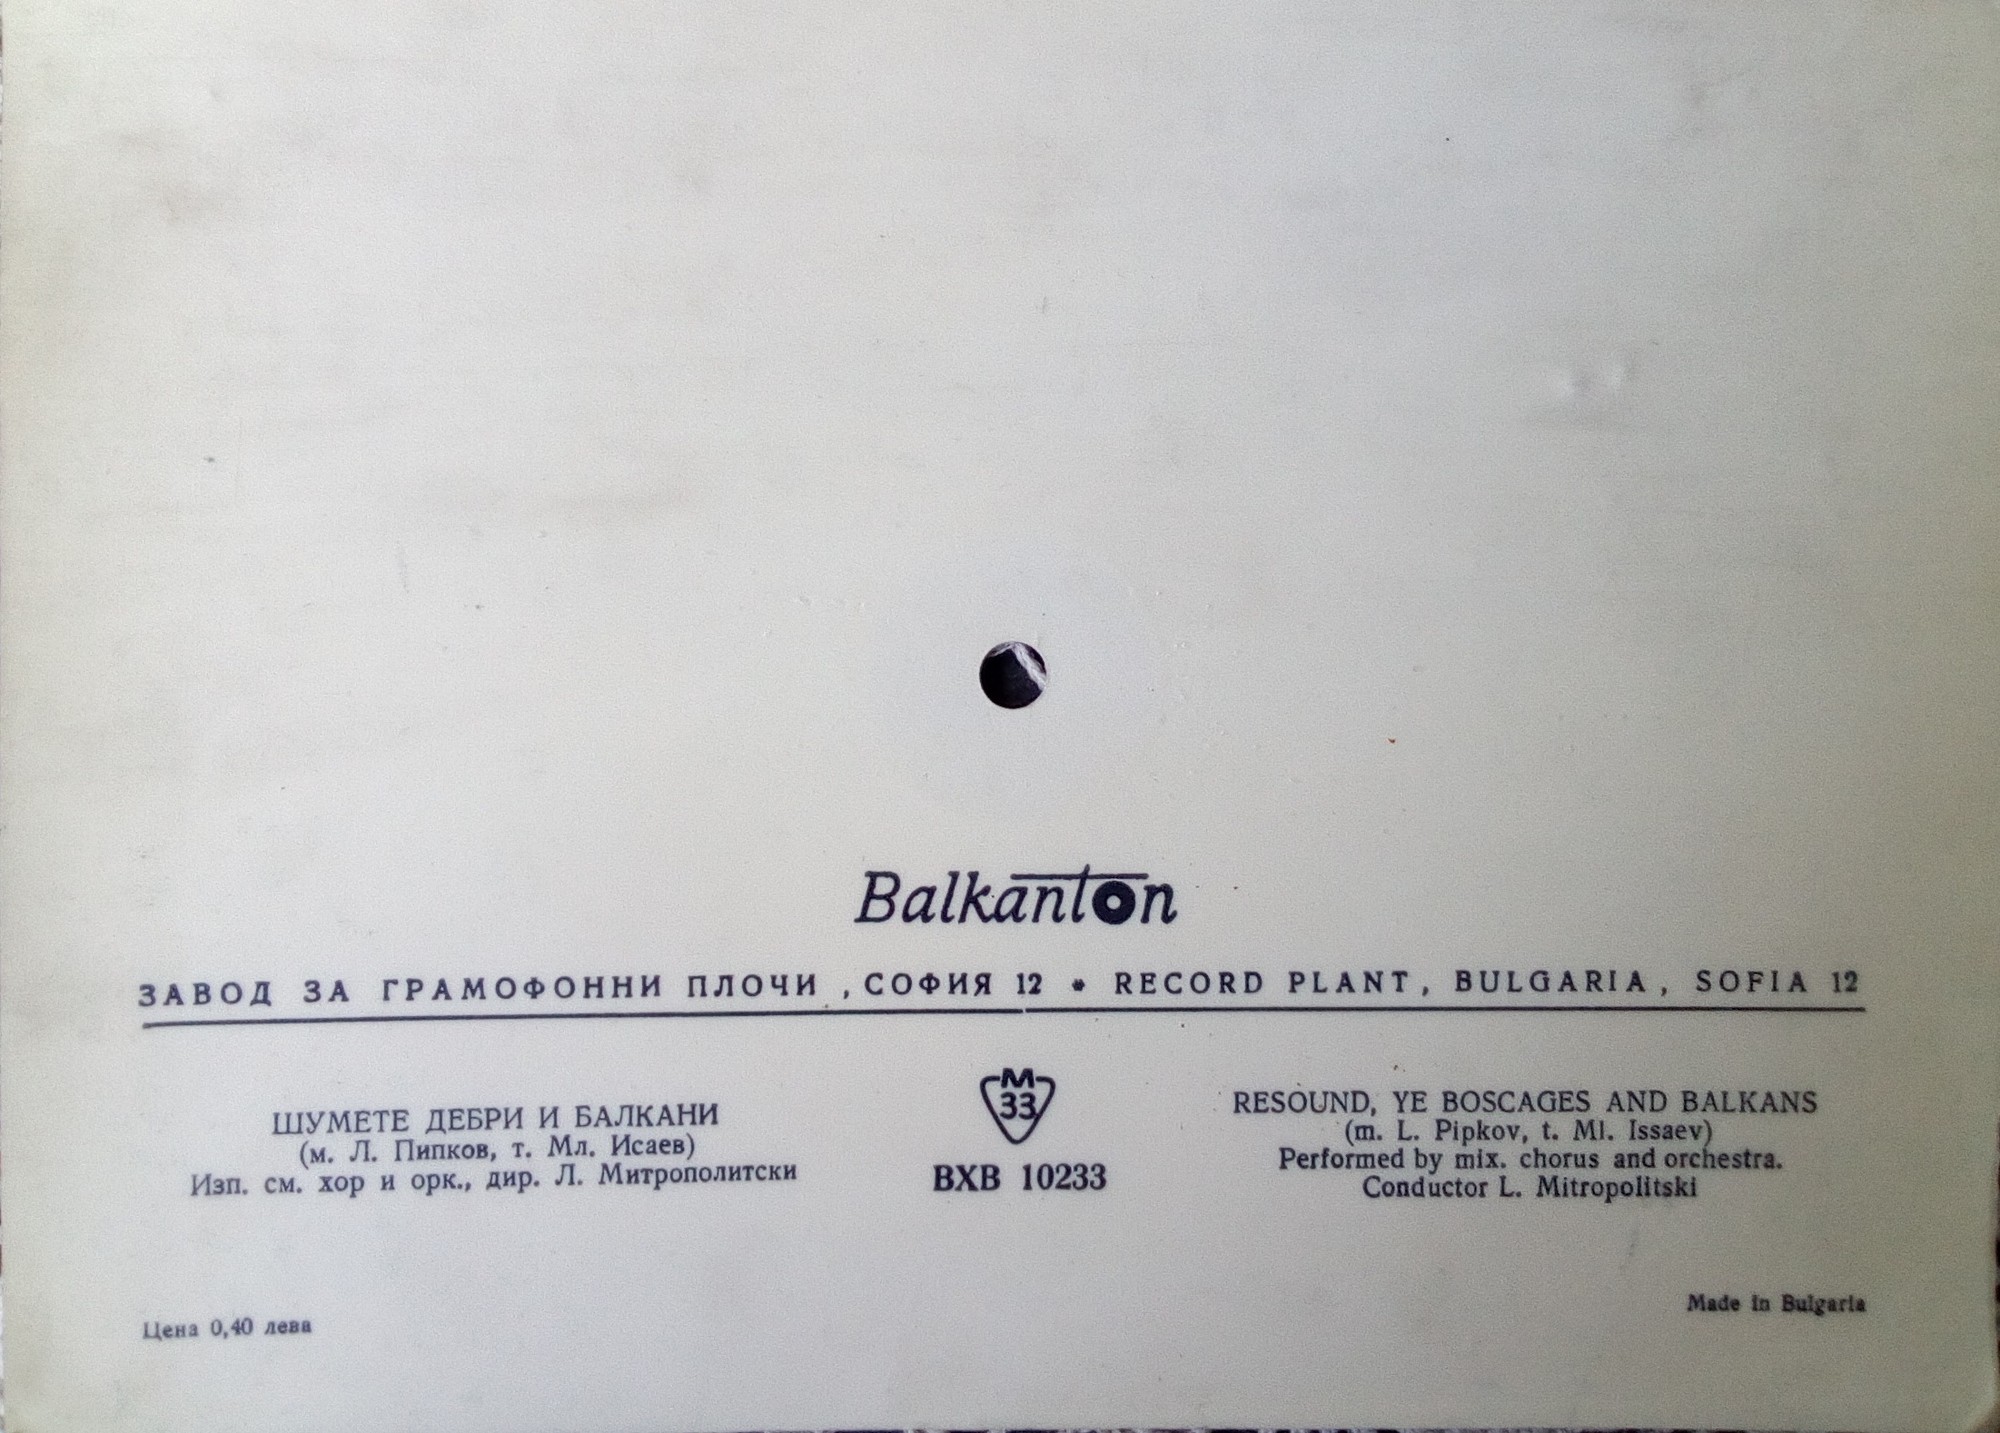 Balkanton
ЗАВОД ЗА ГРАМОФОННИ ПЛОЧИ , СОФИЯ 12 * RECORD PLANT, BULGARIA, SOFIA 12
ШУМЕТЕ ДЕБРИ И БАЛКАНИ
(м. Л. Пипков, т. Мл. Исаев)
Изп. см. хор и орк., дир. Л. Митрополитски
М
33
ВХВ 10233
RESOUND, YE BOSCAGES AND BALKANS
(m. L. Pipkov, t. Ml. Issaev)
Performed by mix. chorus and orchestra.
Conductor L. Mitropolitski
Цена 0,40 лева
Made in Bulgaria